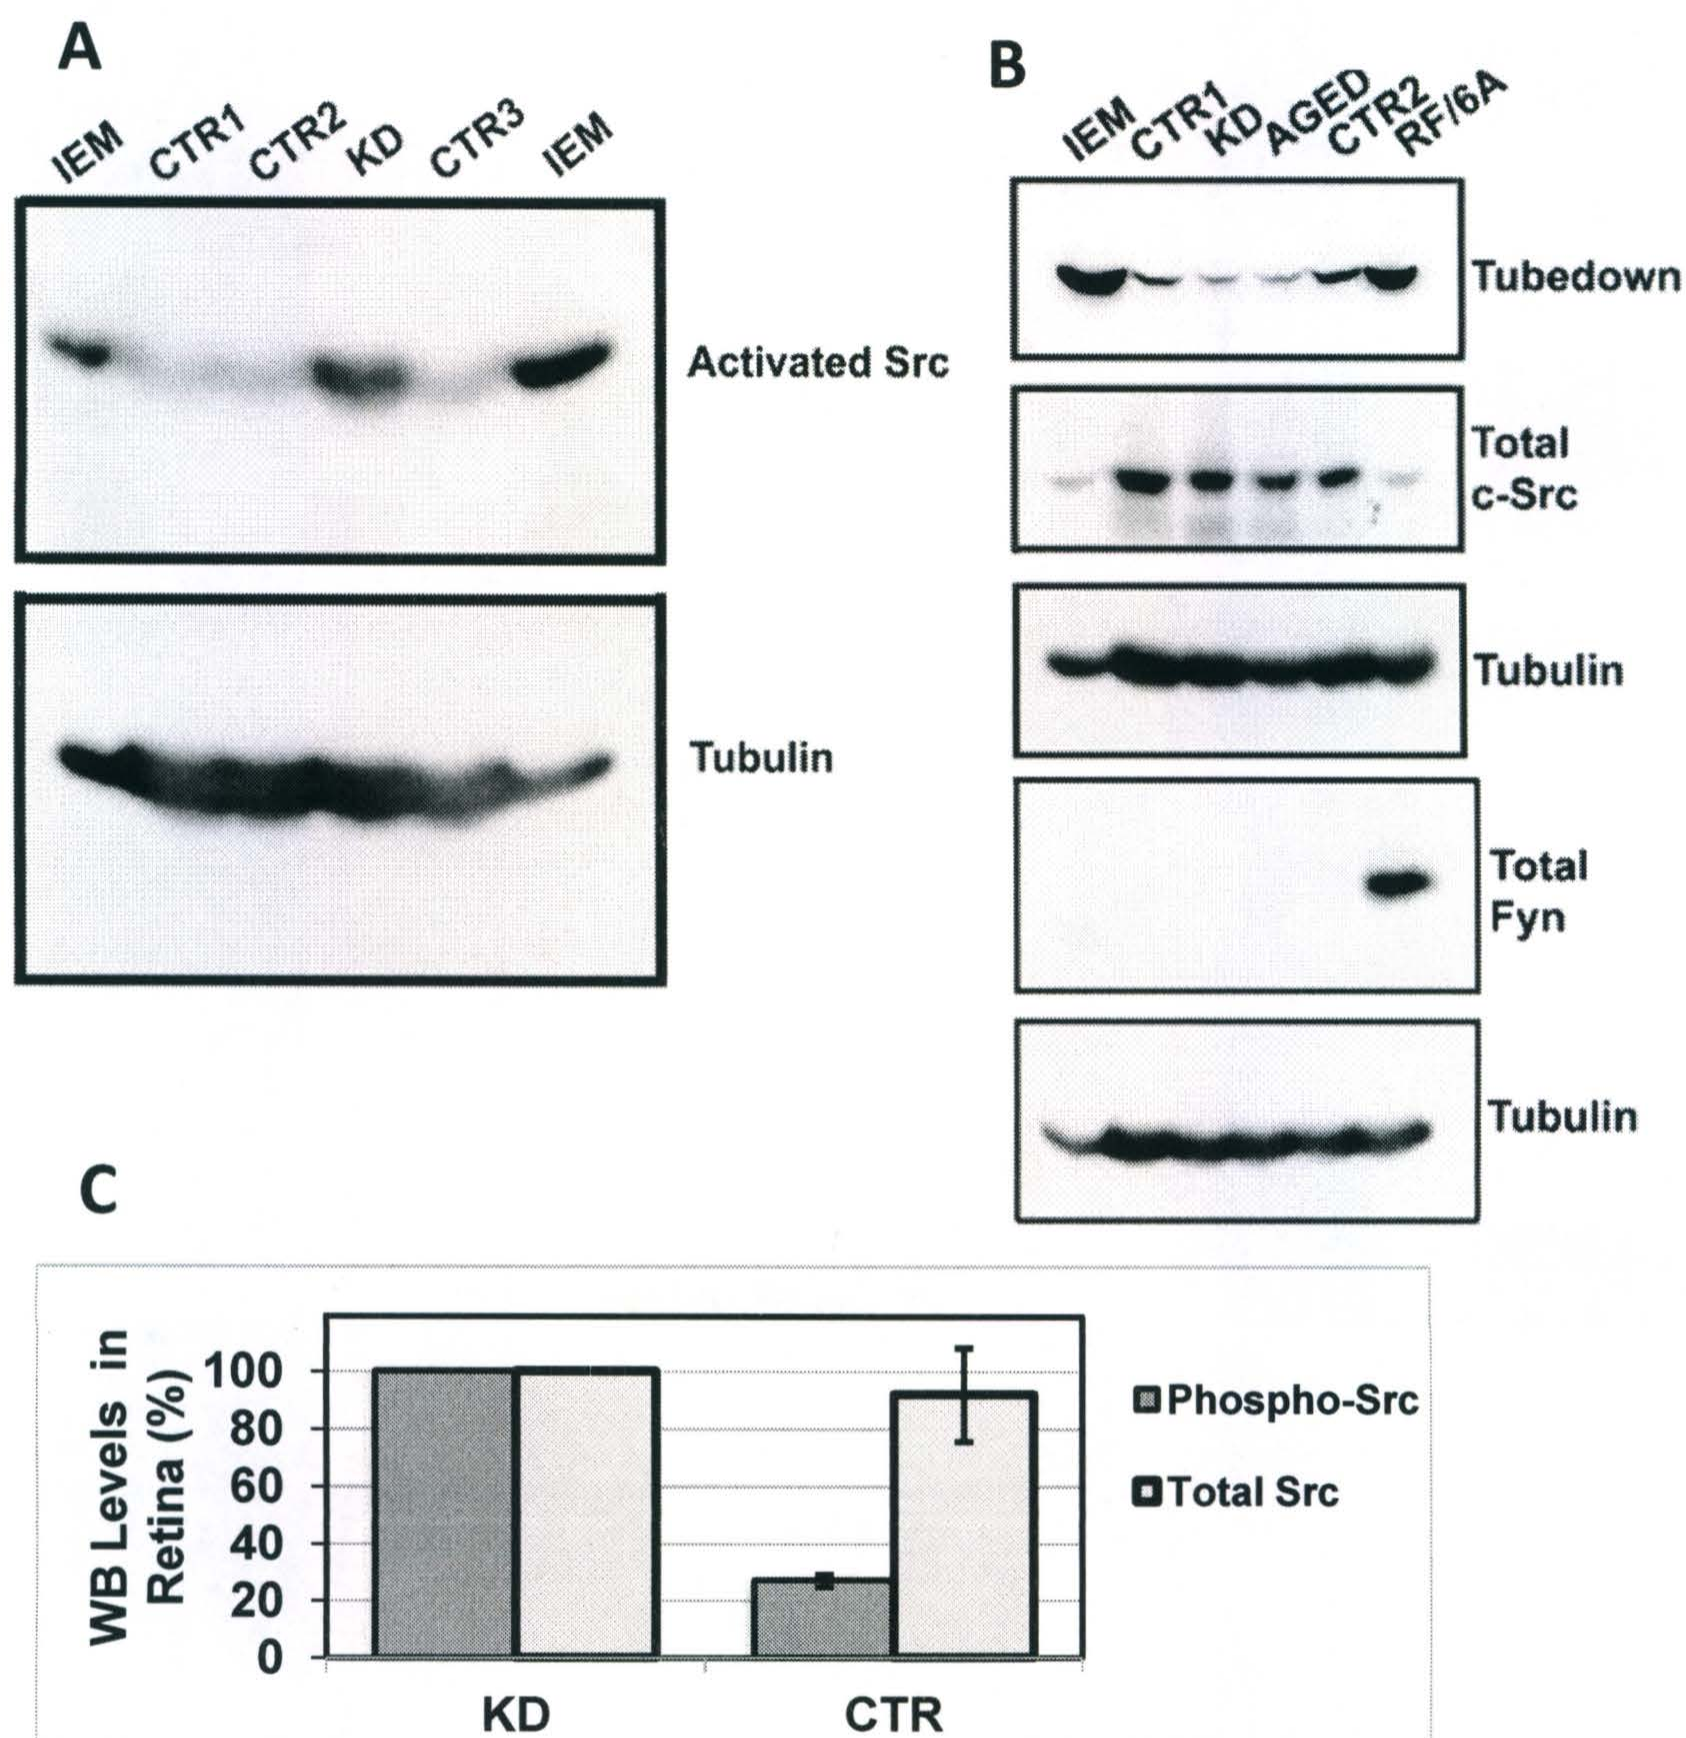 A
IEM CTR1 CTR2 KD CTR3 IEM
Activated Src
Tubulin
B
IEM CTR1 KD AGED CTR2 RF/6A
Tubedown
Total
c-Src
Tubulin
Total
Fyn
Tubulin
C
WB Levels in
Retina (%)
100
80
60
40
20
0
KD CTR
Phospho-Src
Total Src